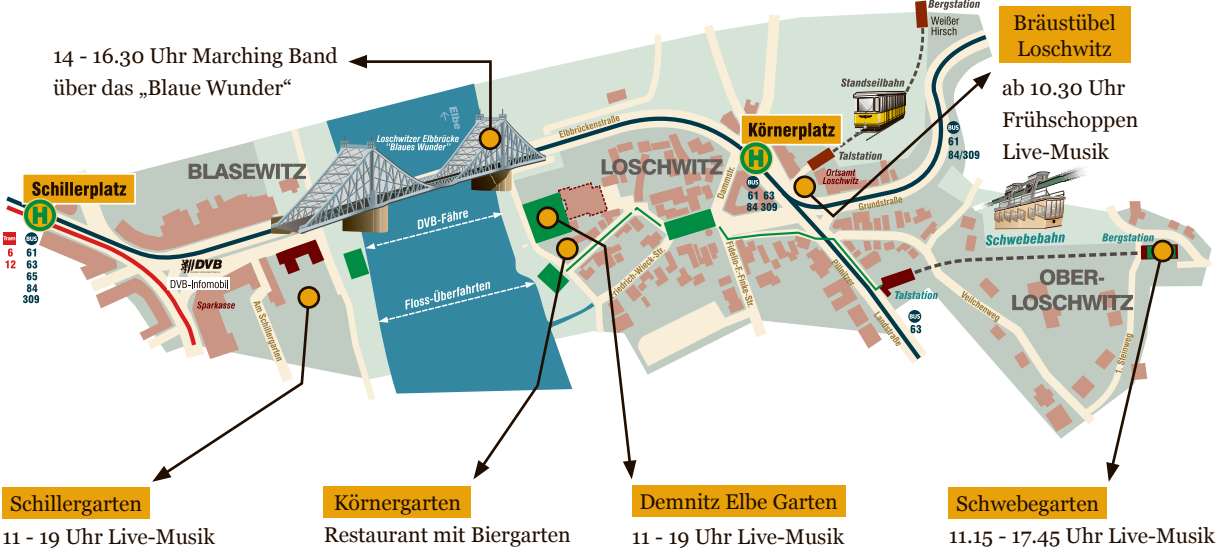 14 - 16.30 Uhr Marching Band
über das „Blaue Wunder“
Bergstation
Weißer
Hirsch
Bräustübel
Loschwitz
ab 10.30 Uhr
Frühschoppen
Live-Musik
Standseilbahn
Elbe
Loschwitzer Elbbrücke
"Blaues Wunder"
Elbbrückenstraße
Körnerplatz
H
BUS
61 63
84 309
Talstation
Ortsamt
Loschwitz
BUS
61
84/309
Grundstraße
Dammstr.
BLASEWITZ
LOSCHWITZ
Schillerplatz
H
Tram
6
12
BUS
61
63
65
84
309
DVB
DVB-Infomobil
Sparkasse
Am Schillergarten
DVB-Fähre
Floss-Überfahrten
Friedrich-Wieck-Str.
Fidelio-F.-Finke-Str.
Pillnitzer
Landstraße
Talstation
BUS
63
Schwebebahn
Bergstation
OBER-
LOSCHWITZ
Veilchenweg
1. Steinweg
Schillergarten
11 - 19 Uhr Live-Musik
Körnergarten
Restaurant mit Biergarten
Demnitz Elbe Garten
11 - 19 Uhr Live-Musik
Schwebegarten
11.15 - 17.45 Uhr Live-Musik